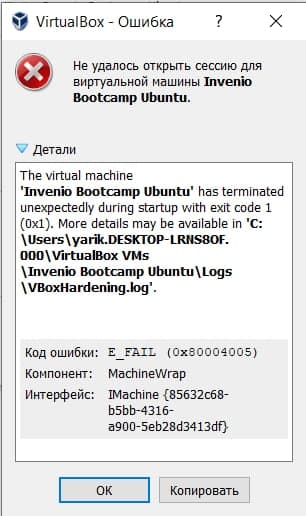 VirtualBox - Ошибка
Не удалось открыть сессию для
виртуальной машины Invenio
Bootcamp Ubuntu.
Детали
The virtual machine
'Invenio Bootcamp Ubuntu' has terminated
unexpectedly during startup with exit code 1
(0x1). More details may be available in 'C:
\Users\yarik.DESKTOP-LRNS8OF.
000\VirtualBox VMs
\Invenio Bootcamp Ubuntu\Logs
\VBoxHardening.log'.
Код ошибки: E_FAIL (0x80004005)
Компонент: MachineWrap
Интерфейс: IMachine {85632c68-
b5bb-4316-
a900-5eb28d3413df}
OK Копировать